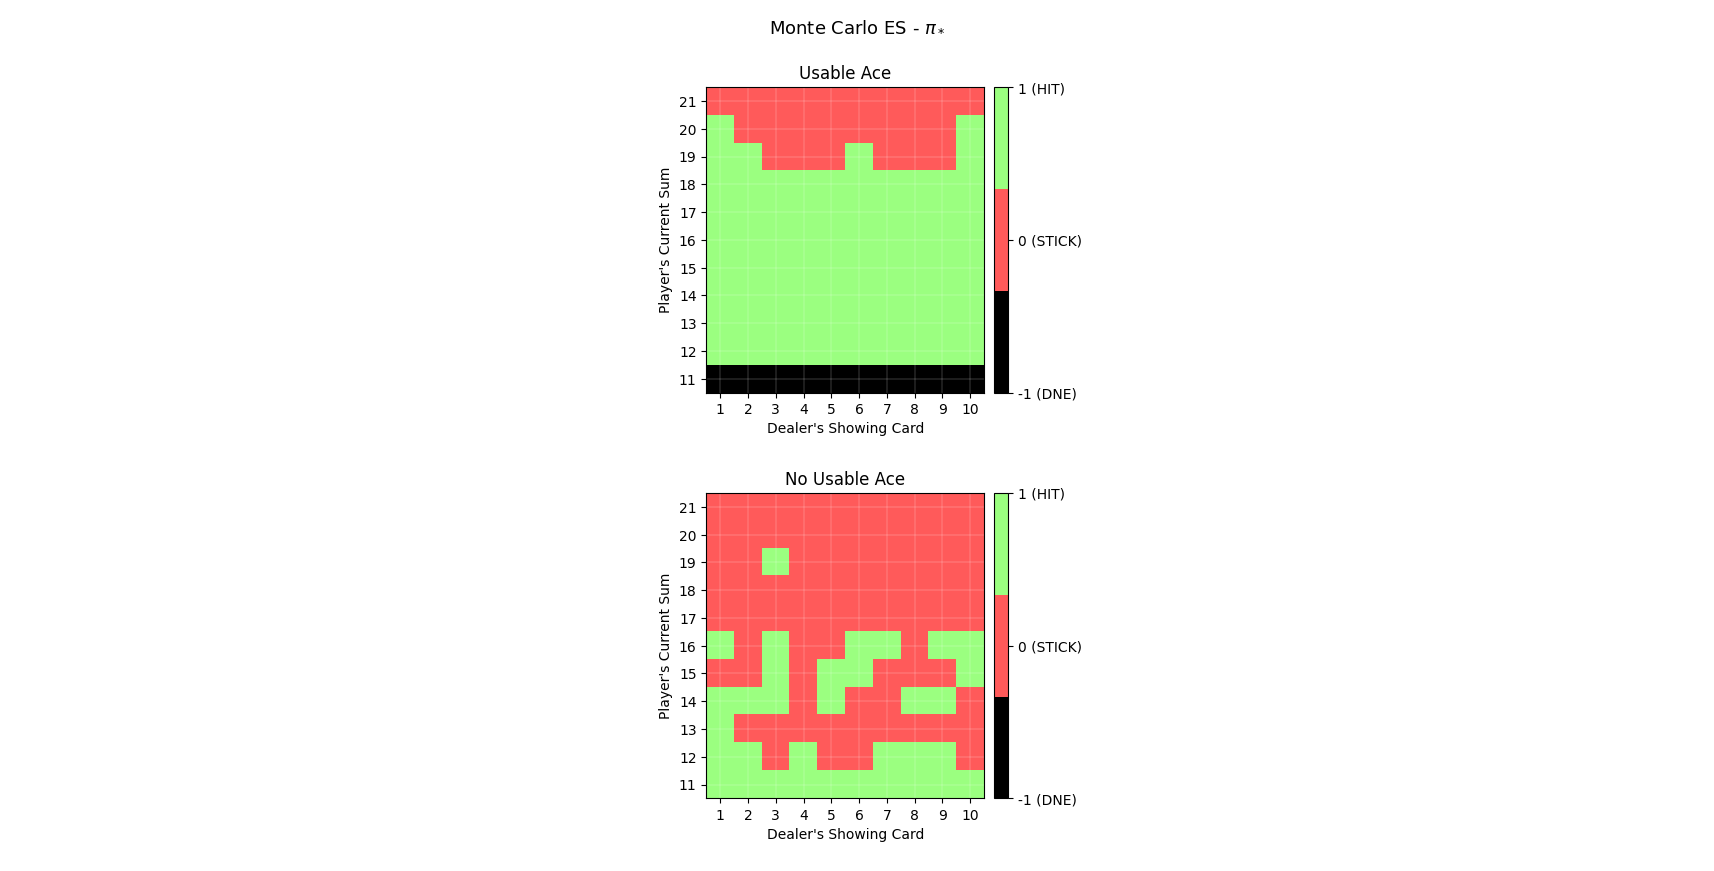 Monte Carlo ES - π*
Usable Ace
Player's Current Sum
21
20
19
18
17
16
15
14
13
12
11
1 2 3 4 5 6 7 8 9 10
Dealer's Showing Card
1 (HIT)
0 (STICK)
-1 (DNE)
No Usable Ace
Player's Current Sum
21
20
19
18
17
16
15
14
13
12
11
1 2 3 4 5 6 7 8 9 10
Dealer's Showing Card
1 (HIT)
0 (STICK)
-1 (DNE)